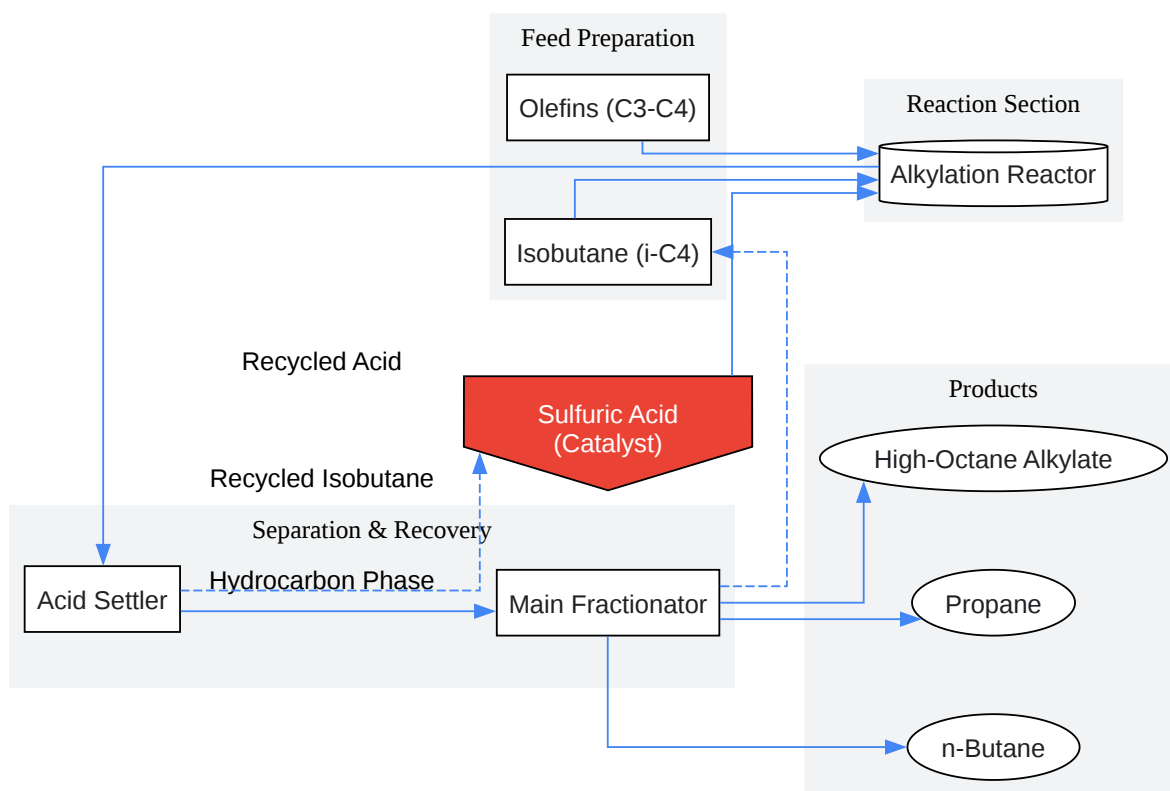 Feed Preparation
Olefins (C3-C4)
Reaction Section
Alkylation Reactor
Isobutane (i-C4)
Recycled Acid
Sulfuric Acid
(Catalyst)
Products
High-Octane Alkylate
Recycled Isobutane
Separation & Recovery
Hydrocarbon Phase
Acid Settler
Main Fractionator
Propane
n-Butane